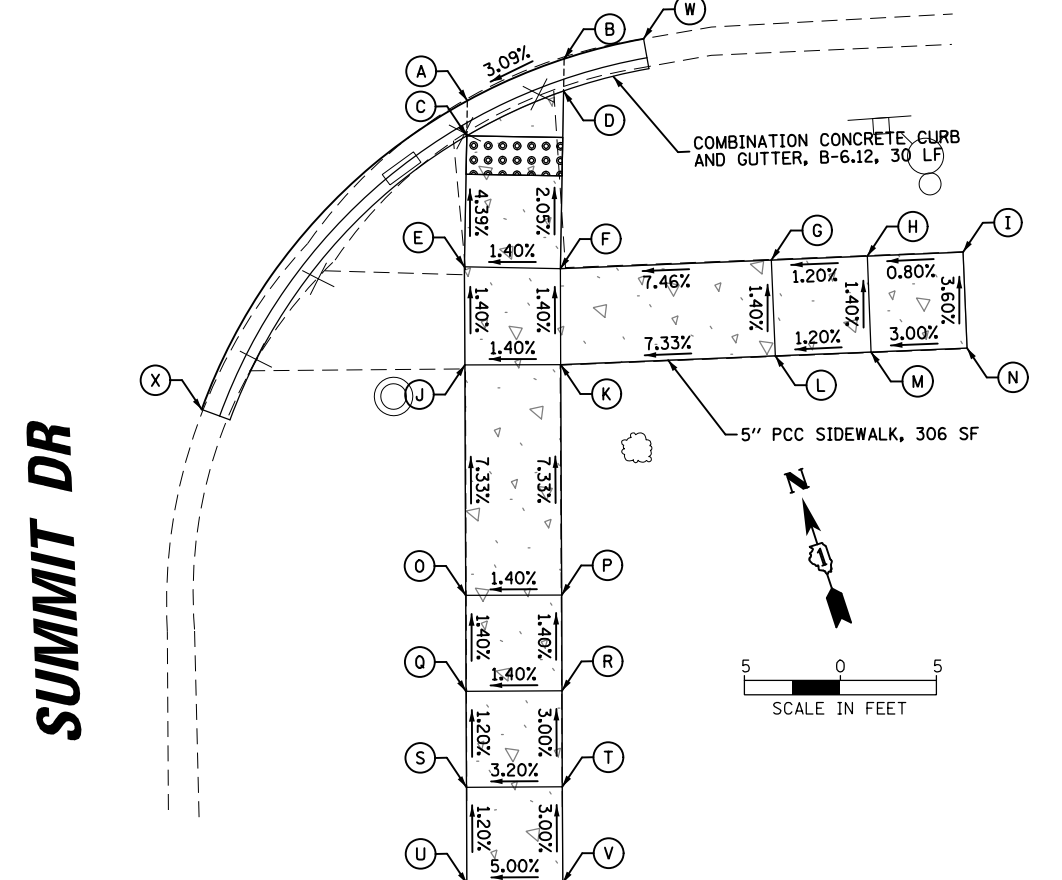 W
B
3.09%
A
C
D
COMBINATION CONCRETE CURB
AND GUTTER, B-6.12, 30 LF
4.39%
2.05%
E
1.40%
F
G
H
I
7.46%
1.20%
0.80%
1.40%
1.40%
1.40%
1.40%
3.60%
1.40%
7.33%
1.20%
3.00%
X
J
K
L
M
N
5" PCC SIDEWALK, 306 SF
SUMMIT DR
7.33%
7.33%
N
1
O
1.40%
P
1.40%
1.40%
Q
1.40%
R
5 0 5
SCALE IN FEET
1.20%
3.00%
S
3.20%
T
1.20%
3.00%
U
5.00%
V